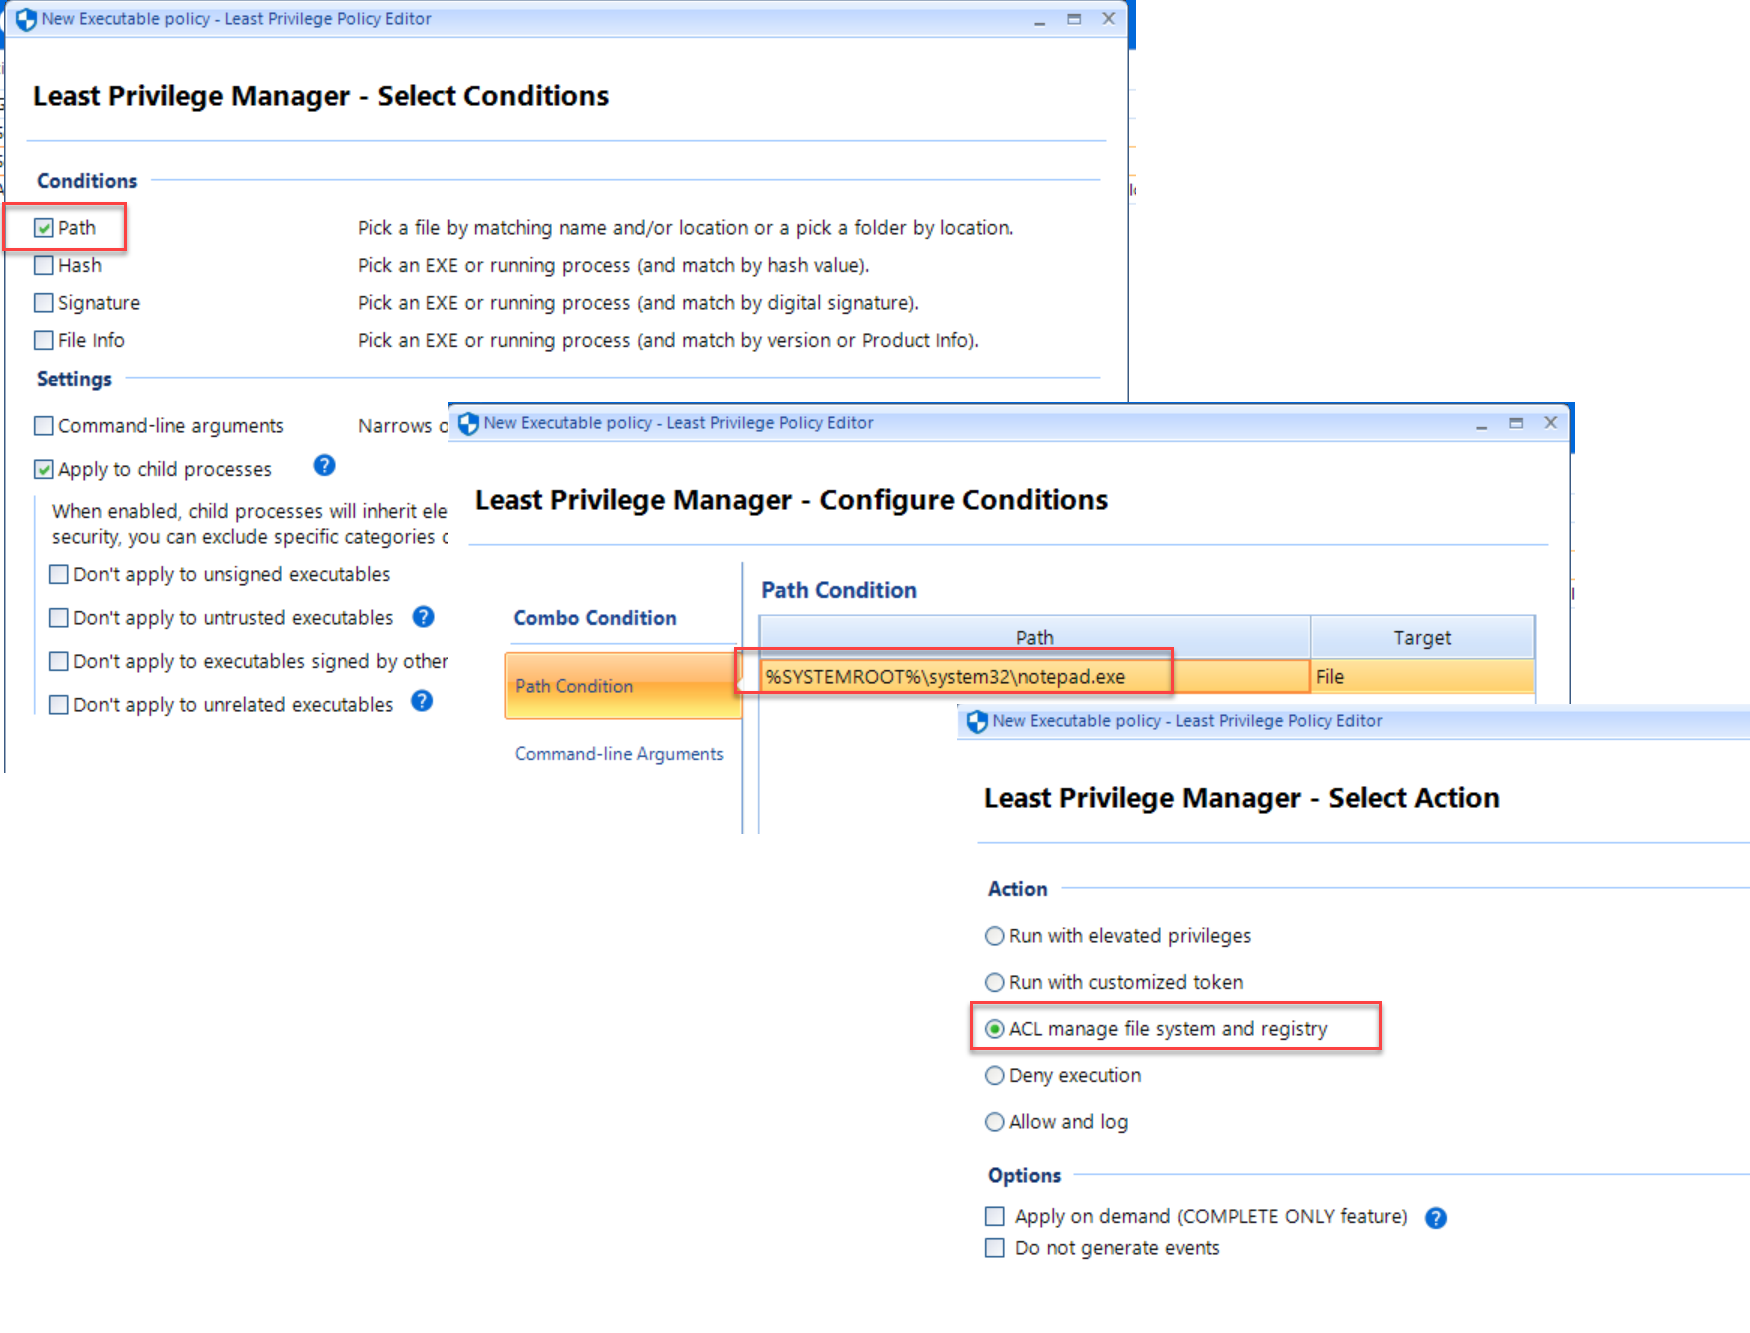 New Executable policy - Least Privilege Policy Editor
Least Privilege Manager - Select Conditions
Conditions
Path Pick a file by matching name and/or location or a pick a folder by location.
Hash Pick an EXE or running process (and match by hash value).
Signature Pick an EXE or running process (and match by digital signature).
File Info Pick an EXE or running process (and match by version or Product Info).
Settings
Command-line arguments Narrows
Apply to child processes ?
When enabled, child processes will inherit ele
security, you can exclude specific categories
Don't apply to unsigned executables
Don't apply to untrusted executables ?
Don't apply to executables signed by other
Don't apply to unrelated executables ?
New Executable policy - Least Privilege Policy Editor
Least Privilege Manager - Configure Conditions
Combo Condition
Path Condition
Command-line Arguments
Path Condition
Path Target
%SYSTEMROOT%\system32\notepad.exe File
New Executable policy - Least Privilege Policy Editor
Least Privilege Manager - Select Action
Action
Run with elevated privileges
Run with customized token
ACL manage file system and registry
Deny execution
Allow and log
Options
Apply on demand (COMPLETE ONLY feature) ?
Do not generate events